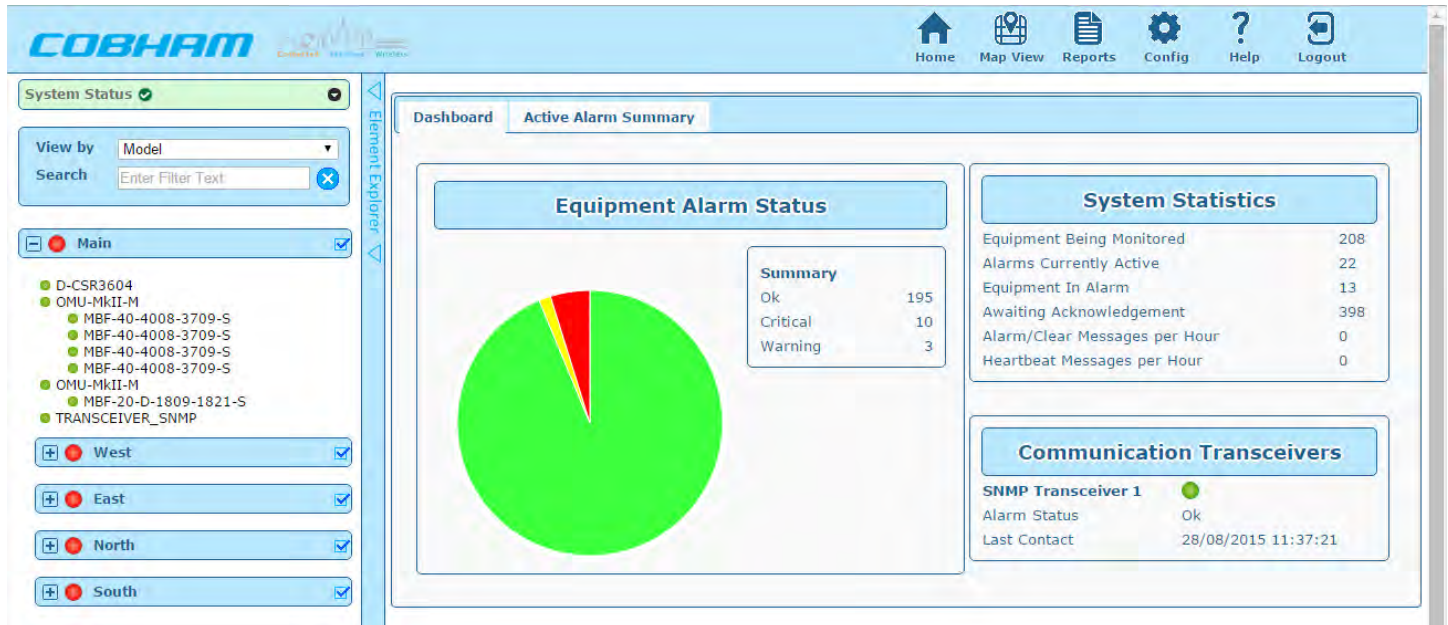 COBHAM
Home
Map View
Reports
Config
Help
Logout
System Status
View by Model
Search Enter Filter Text
Main
D-CSR3604
OMU-MkII-M
MBF-40-4008-3709-S
MBF-40-4008-3709-S
MBF-40-4008-3709-S
MBF-40-4008-3709-S
OMU-MkII-M
MBF-20-D-1809-1821-S
TRANSCEIVER_SNMP
West
East
North
South
Element Explorer
Dashboard
Active Alarm Summary
Equipment Alarm Status
Summary
Ok 195
Critical 10
Warning 3
System Statistics
Equipment Being Monitored 208
Alarms Currently Active 22
Equipment In Alarm 13
Awaiting Acknowledgement 398
Alarm/Clear Messages per Hour 0
Heartbeat Messages per Hour 0
Communication Transceivers
SNMP Transceiver 1
Alarm Status Ok
Last Contact 28/08/2015 11:37:21